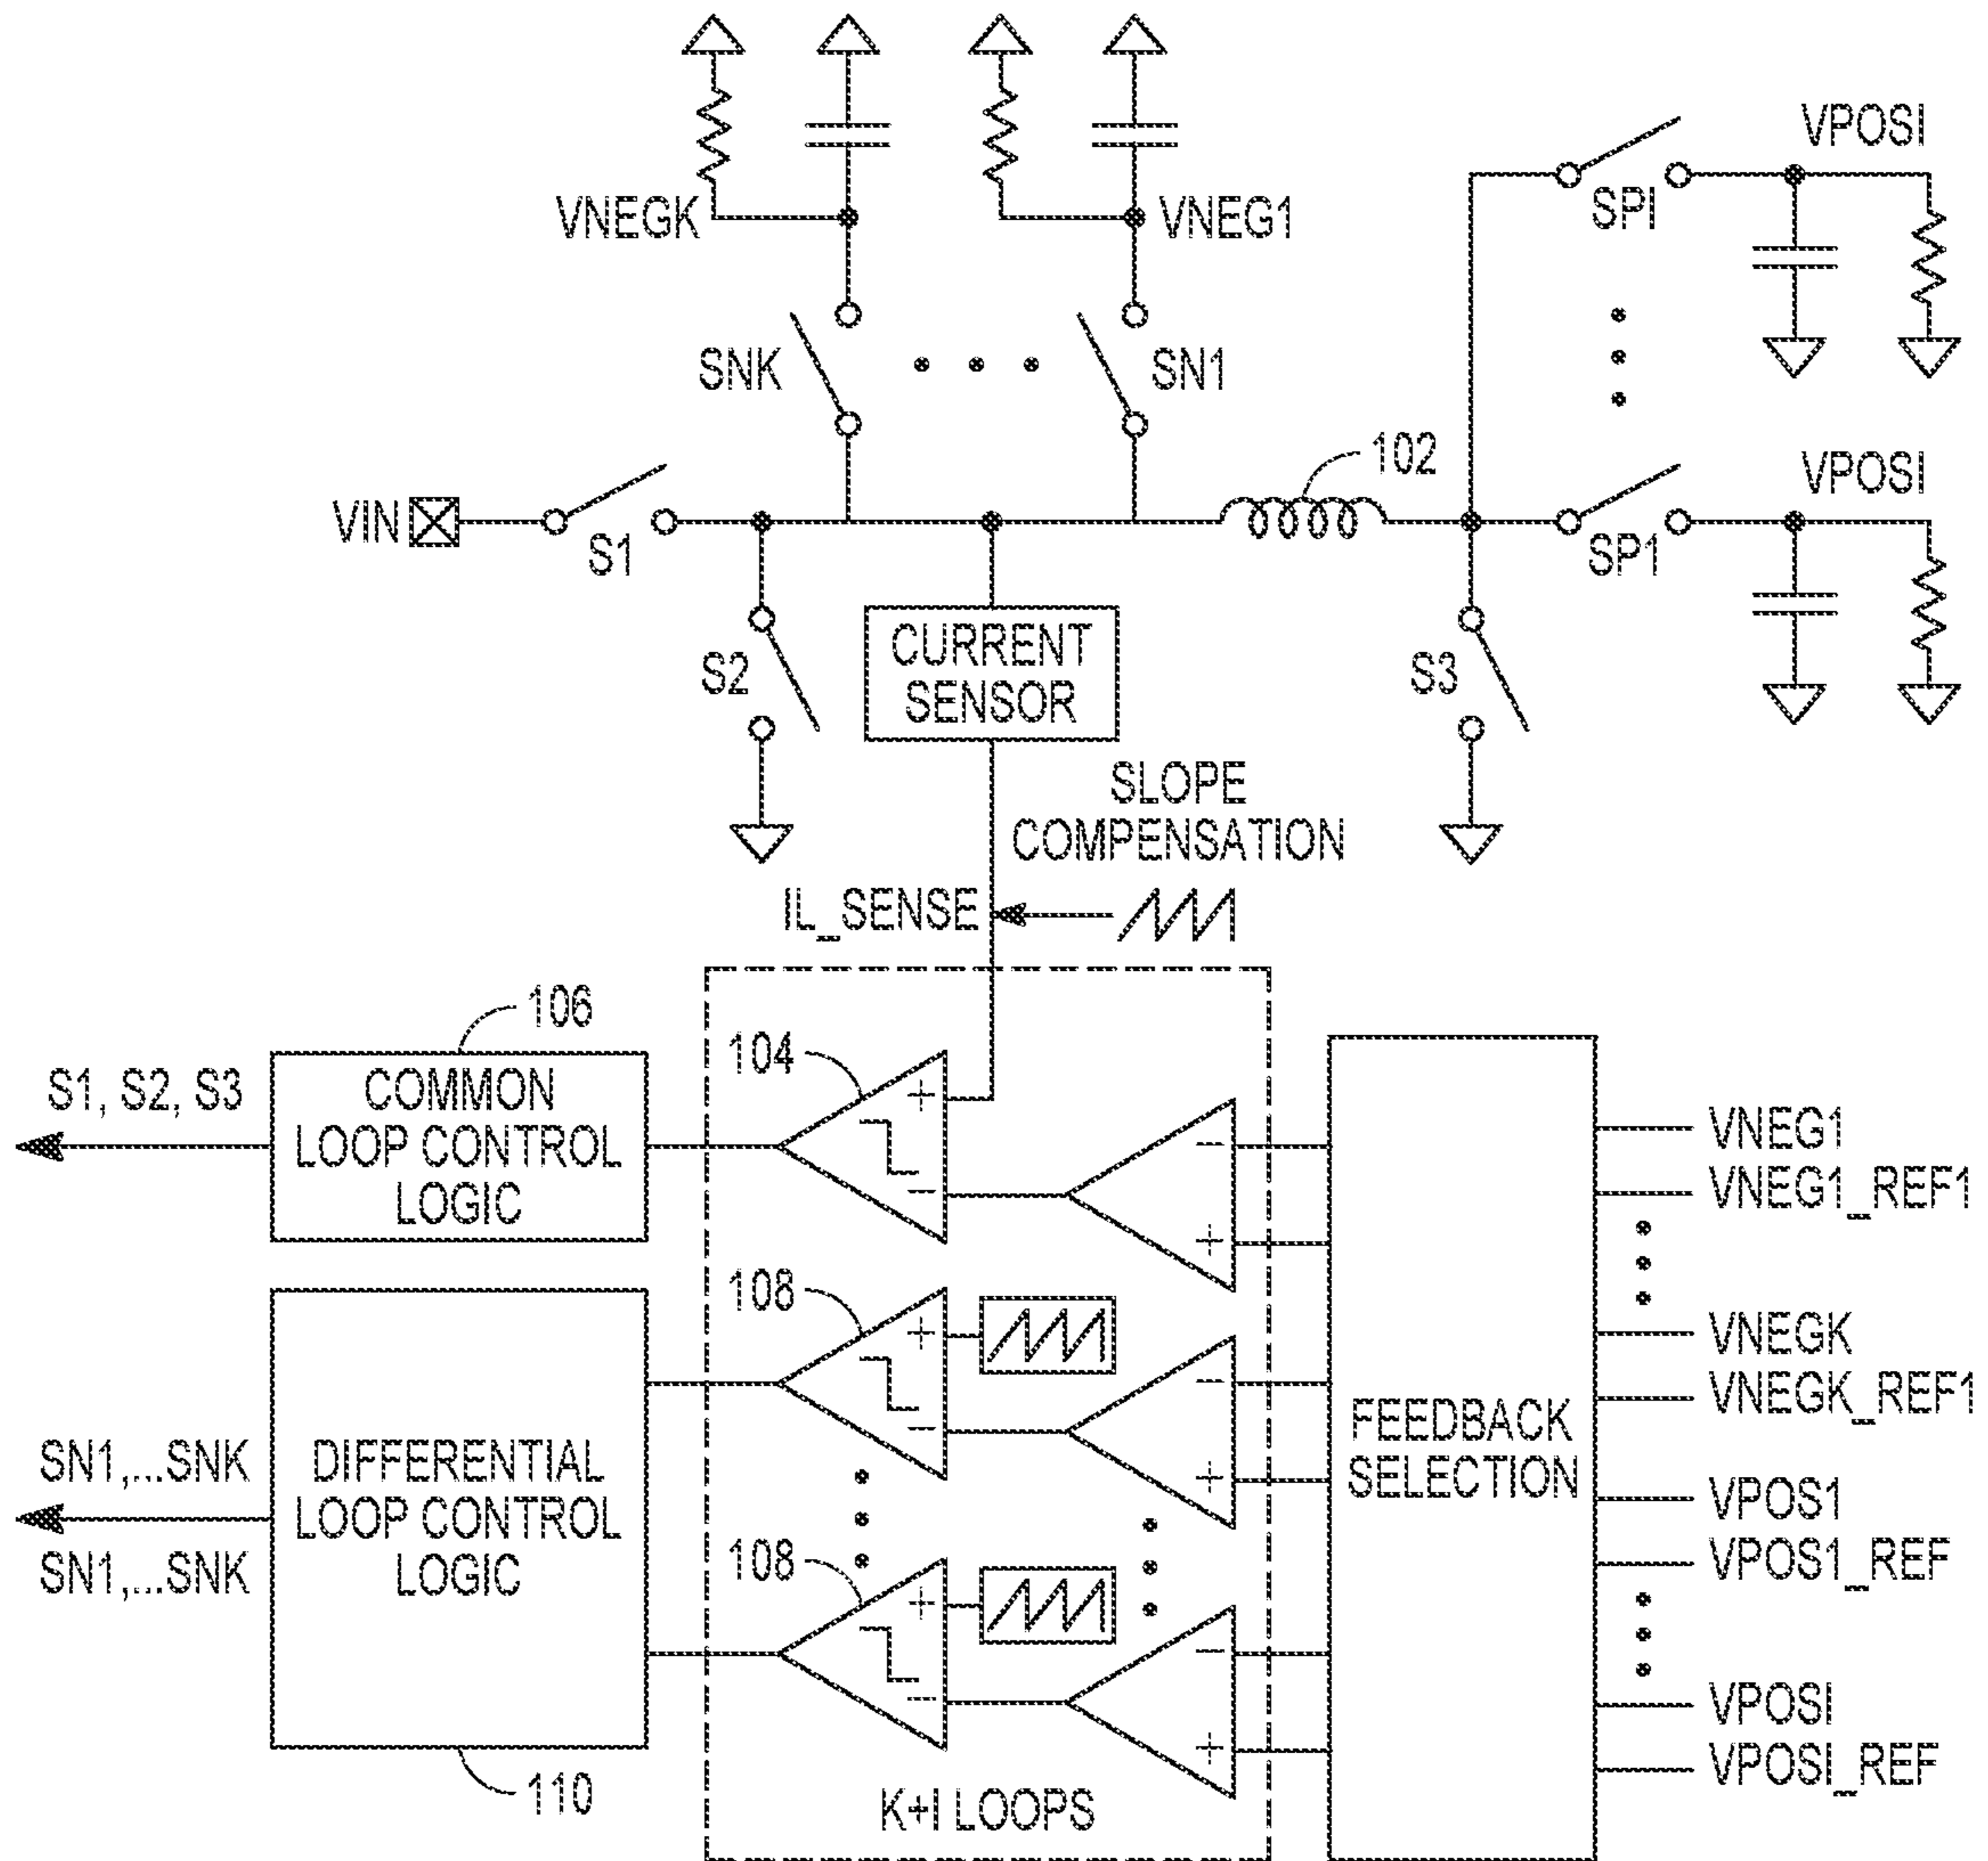 VPOSI
SPI
VNEGK
VNEG1
SNK
SN1
102
VPOSI
VIN
S1
SP1
S2
CURRENT
SENSOR
S3
SLOPE
COMPENSATION
IL_SENSE
106
104
S1, S2, S3
COMMON
LOOP CONTROL
LOGIC
+
−
−
+
VNEG1
VNEG1_REF1
108
+
−
−
+
VNEGK
VNEGK_REF1
FEEDBACK
SELECTION
SN1,...SNK
SN1,...SNK
DIFFERENTIAL
LOOP CONTROL
LOGIC
VPOS1
VPOS1_REF
108
+
−
−
+
VPOSI
VPOSI_REF
110
K+I LOOPS